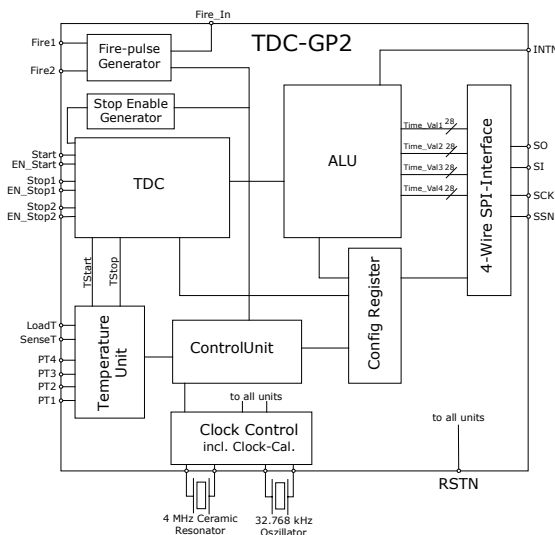 Fire_In
TDC-GP2
Fire1
Fire2
Fire-pulse
Generator
INTN
Stop Enable
Generator
Start
EN_Start
Stop1
EN_Stop1
Stop2
EN_Stop2
TDC
ALU
Time_Val1 28
Time_Val2 28
Time_Val3 28
Time_Val4 28
4-Wire SPI-Interface
SO
SI
SCK
SSN
TStart
TStop
Config Register
LoadT
SenseT
PT4
PT3
PT2
PT1
Temperature
Unit
ControlUnit
to all units
Clock Control
incl. Clock-Cal.
to all units
RSTN
4 MHz Ceramic
Resonator
32.768 kHz
Oszillator